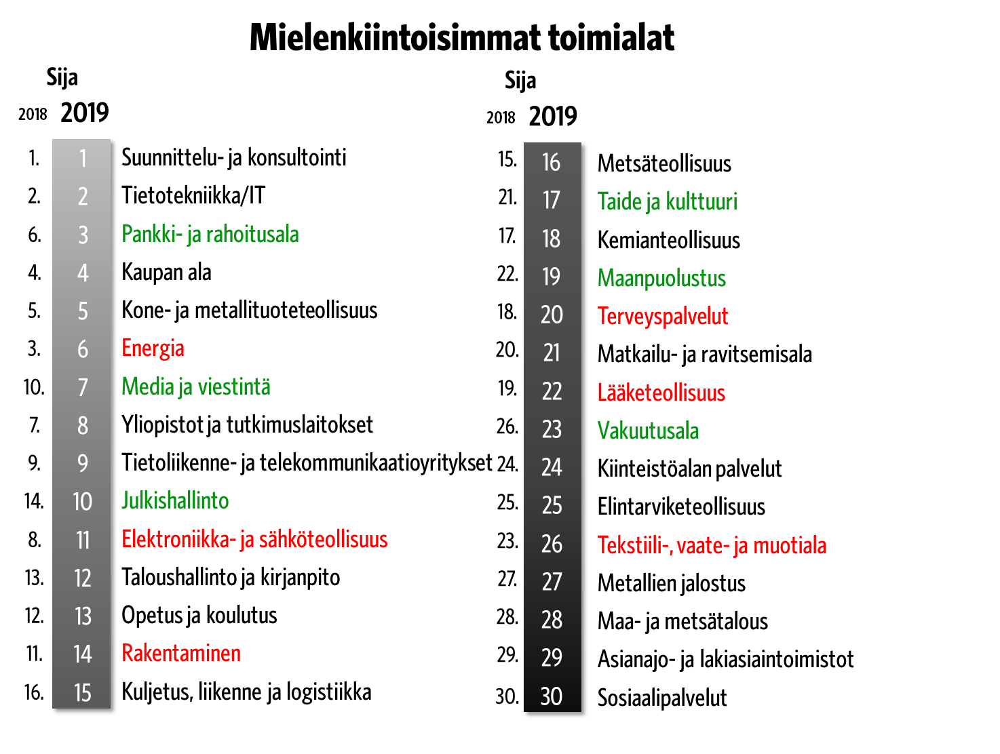 Mielenkiintoisimmat toimialat
Sija
2018 2019
1. 1 Suunnittelu- ja konsultointi
2. 2 Tietotekniikka/IT
6. 3 Pankki- ja rahoitusala
4. 4 Kaupan ala
5. 5 Kone- ja metallituoteteollisuus
3. 6 Energia
10. 7 Media ja viestintä
7. 8 Yliopistot ja tutkimuslaitokset
9. 9 Tietoliikenne- ja telekommunikaatioyritykset
14. 10 Julkishallinto
8. 11 Elektroniikka- ja sähköteollisuus
13. 12 Taloushallinto ja kirjanpito
12. 13 Opetus ja koulutus
11. 14 Rakentaminen
16. 15 Kuljetus, liikenne ja logistiikka
Sija
2018 2019
15. 16 Metsäteollisuus
21. 17 Taide ja kulttuuri
17. 18 Kemianteollisuus
22. 19 Maanpuolustus
18. 20 Terveyspalvelut
20. 21 Matkailu- ja ravitsemisala
19. 22 Lääketeollisuus
26. 23 Vakuutusala
24. 24 Kiinteistöalan palvelut
25. 25 Elintarviketeollisuus
23. 26 Tekstiili-, vaate- ja muotiala
27. 27 Metallien jalostus
28. 28 Maa- ja metsätalous
29. 29 Asianajo- ja lakiasiaintoimistot
30. 30 Sosiaalipalvelut